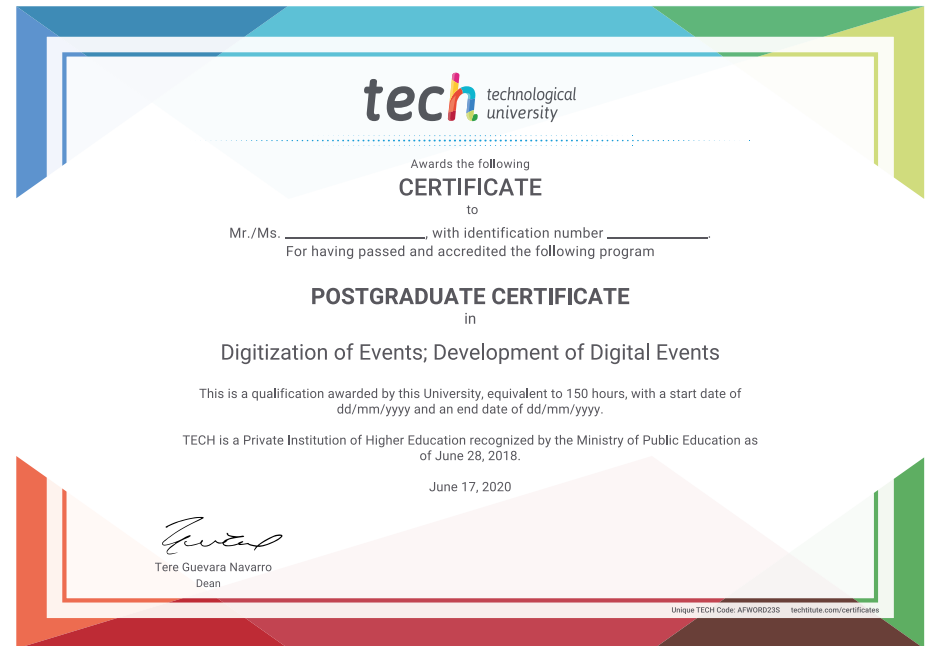 tech technological
university
Awards the following
CERTIFICATE
to
Mr./Ms. ____________________, with identification number ______________.
For having passed and accredited the following program
POSTGRADUATE CERTIFICATE
in
Digitization of Events; Development of Digital Events
This is a qualification awarded by this University, equivalent to 150 hours, with a start date of
dd/mm/yyyy and an end date of dd/mm/yyyy.
TECH is a Private Institution of Higher Education recognized by the Ministry of Public Education as
of June 28, 2018.
June 17, 2020
Tere Guevara Navarro
Dean
Unique TECH Code: AFWORD23S techtitute.com/certificates